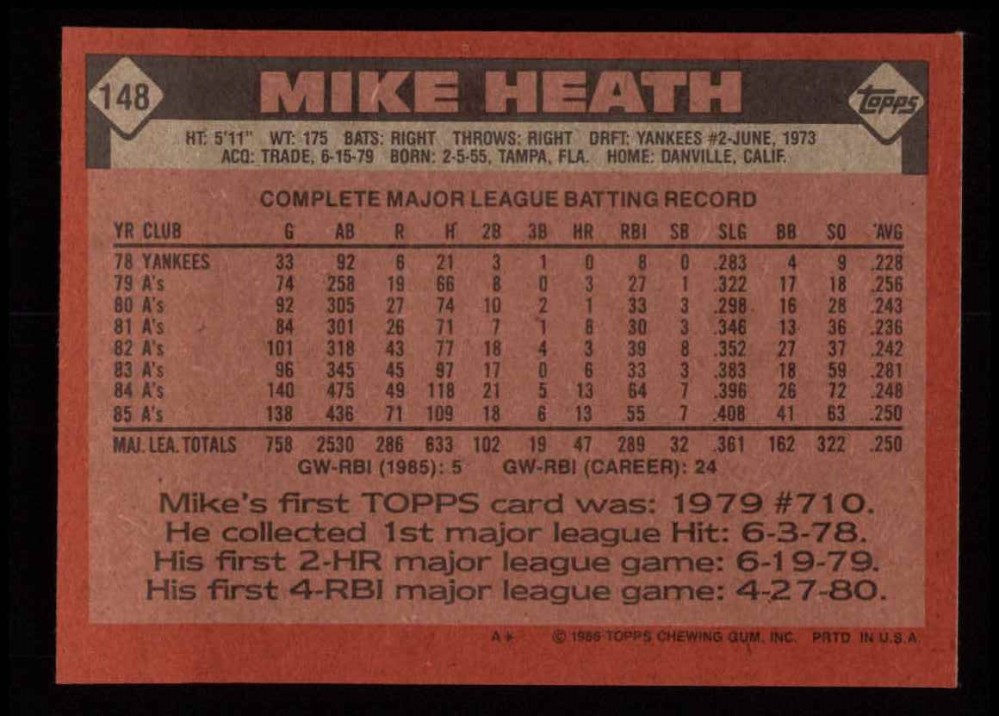 148 MIKE HEATH Topps
HT: 5'11" WT: 175 BATS: RIGHT THROWS: RIGHT DRFT: YANKEES #2-JUNE, 1973
ACQ: TRADE, 6-15-79 BORN: 2-5-55, TAMPA, FLA. HOME: DANVILLE, CALIF.
COMPLETE MAJOR LEAGUE BATTING RECORD
YR CLUB G AB R H 2B 3B HR RBI SB SLG BB SO AVG
78 YANKEES 33 92 6 21 3 1 0 8 0 .283 4 9 .228
79 A's 74 258 19 66 8 0 3 27 1 .322 17 18 .256
80 A's 92 305 27 74 10 2 1 33 3 .298 16 28 .243
81 A's 84 301 26 71 7 1 8 30 3 .346 13 36 .236
82 A's 101 318 43 77 18 4 3 39 8 .352 27 37 .242
83 A's 96 345 45 97 17 0 6 33 3 .383 18 59 .281
84 A's 140 475 49 118 21 5 13 64 7 .396 26 72 .248
85 A's 138 436 71 109 18 6 13 55 7 .408 41 63 .250
MAJ. LEA. TOTALS 758 2530 286 633 102 19 47 289 32 .361 162 322 .250
GW-RBI (1985): 5 GW-RBI (CAREER): 24
Mike's first TOPPS card was: 1979 #710.
He collected 1st major league Hit: 6-3-78.
His first 2-HR major league game: 6-19-79.
His first 4-RBI major league game: 4-27-80.
A* © 1986 TOPPS CHEWING GUM, INC. PRTD IN U.S.A.